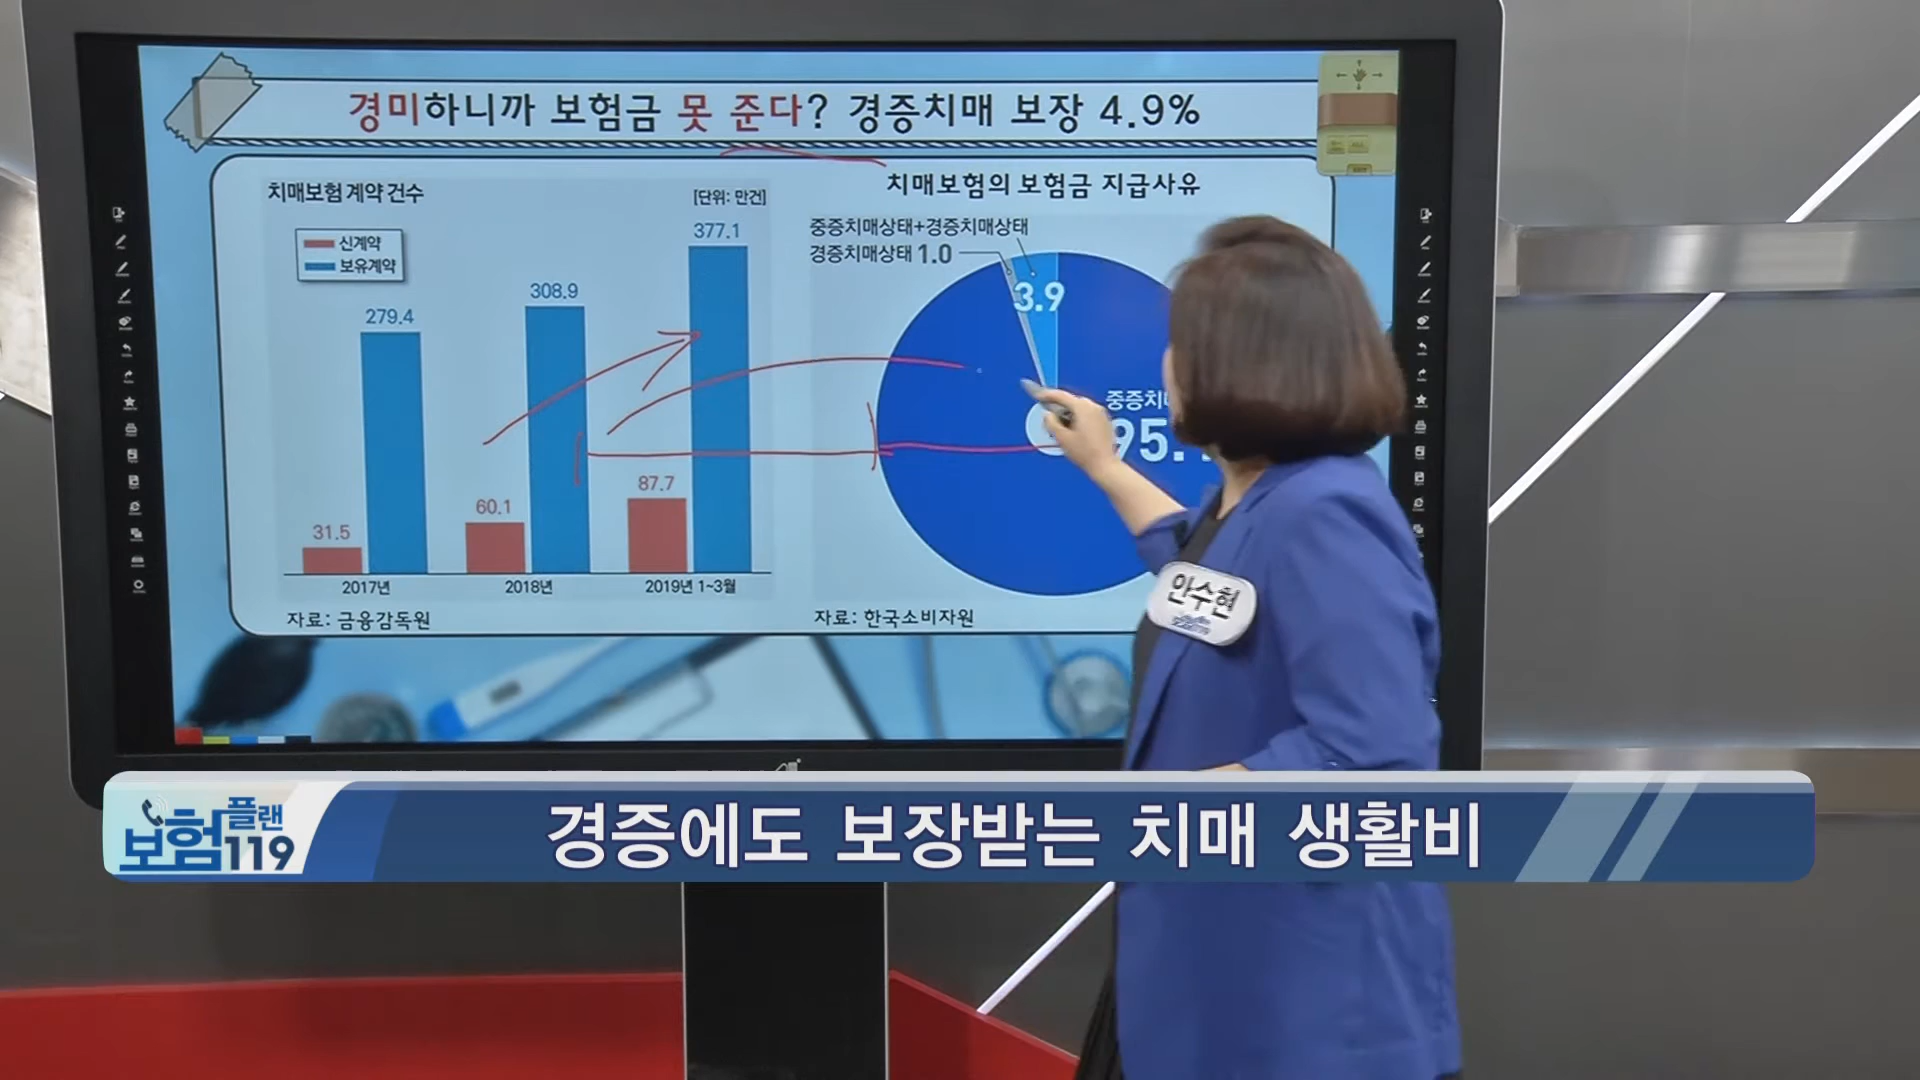 경미하니까 보험금 못 준다? 경증치매 보장 4.9%
치매보험 계약 건수
[단위: 만건]
신계약
보유계약
279.4
308.9
377.1
31.5
60.1
87.7
2017년
2018년
2019년 1~3월
자료: 금융감독원
치매보험의 보험금 지급사유
중증치매상태+경증치매상태
경증치매상태 1.0
3.9
95.
자료: 한국소비자원
안수현
보험플랜
119
경증에도 보장받는 치매 생활비